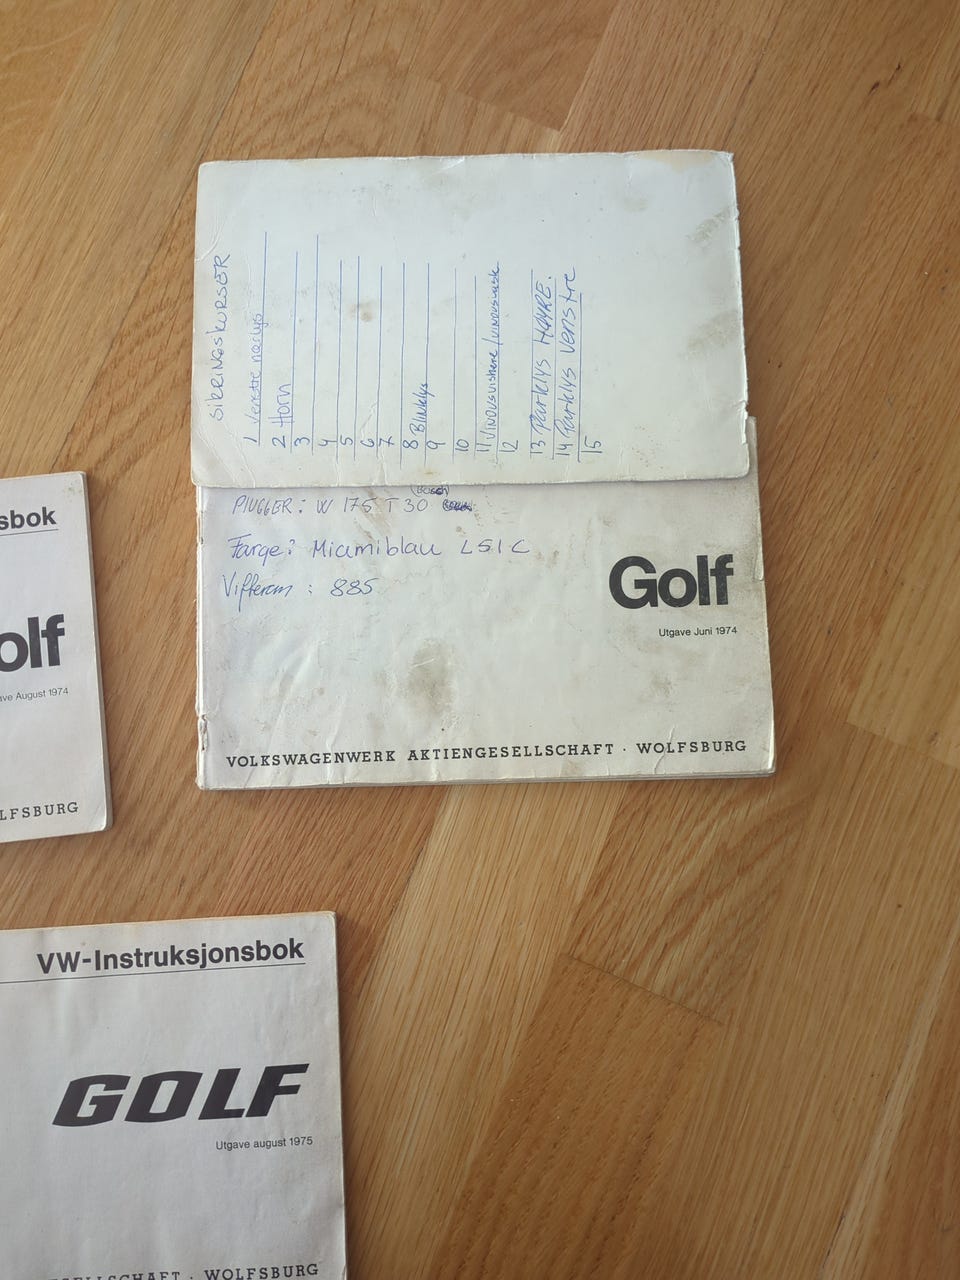 SIKRINGSKURSER
1 Venstre nærlys
2 Horn
3
4
5
6
7
8 Blinklys
9
10
11 VINDUSVISKERE / VINDUSVASK
12
13 Parklys HØYRE.
14 Parklys Venstre
15
Bosch
PLUGGER: W 175 T 30
Farge: Miamiblau L51C
Vifterem : 885
Golf
Utgave Juni 1974
VOLKSWAGENWERK AKTIENGESELLSCHAFT · WOLFSBURG
sbok
olf
ave August 1974
LFSBURG
VW-Instruksjonsbok
GOLF
Utgave august 1975
ESELLSCHAFT · WOLFSBURG